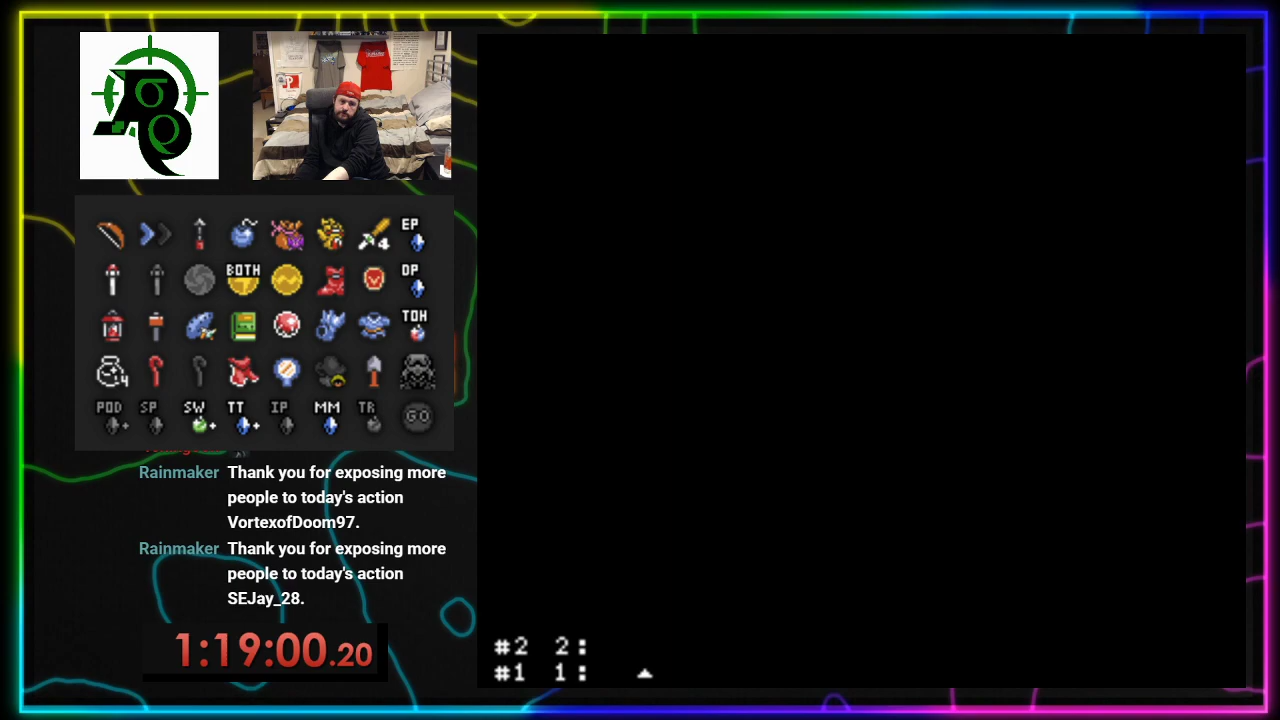 EP
4
BOTH
DP
TOH
4
POD SP SW TT IP MM TR GO
Rainmaker Thank you for exposing more
people to today's action
VortexofDoom97.
Rainmaker Thank you for exposing more
people to today's action
SEJay_28.
1:19:00.20
#2 2:
#1 1: